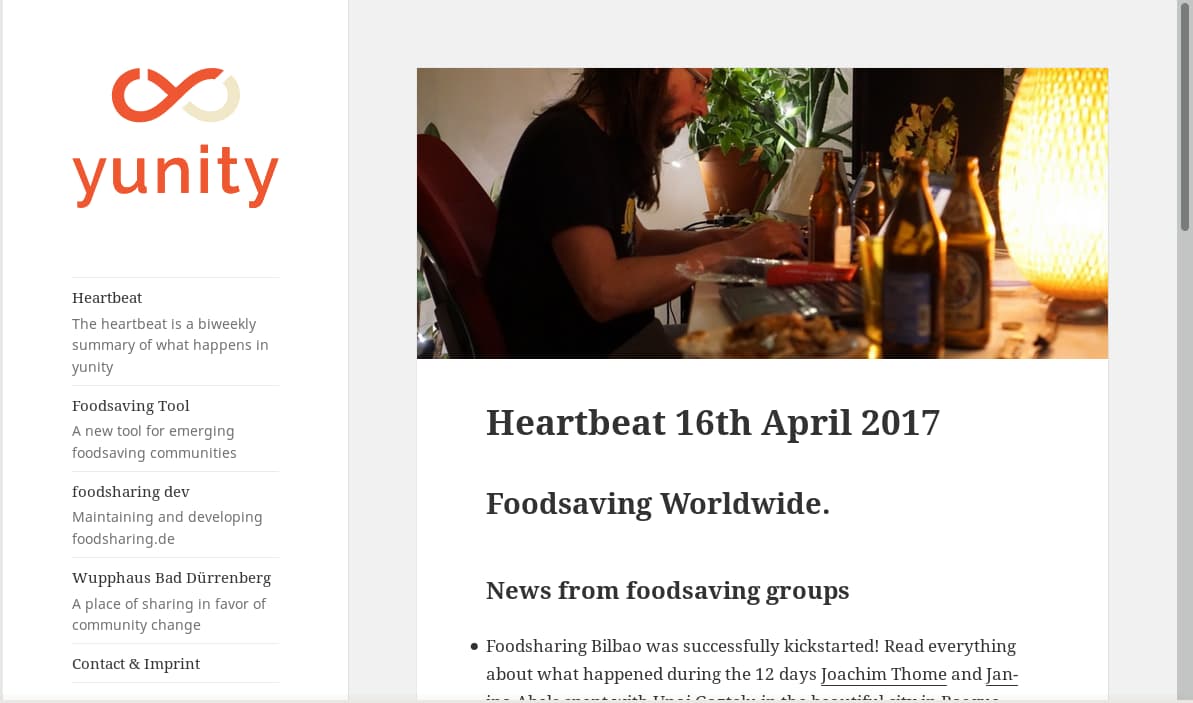 yunity
Heartbeat
The heartbeat is a biweekly
summary of what happens in
yunity
Foodsaving Tool
A new tool for emerging
foodsaving communities
foodsharing dev
Maintaining and developing
foodsharing.de
Wupphaus Bad Dürrenberg
A place of sharing in favor of
community change
Contact & Imprint
Heartbeat 16th April 2017
Foodsaving Worldwide.
News from foodsaving groups
Foodsharing Bilbao was successfully kickstarted! Read everything
about what happened during the 12 days Joachim Thome and Jan-